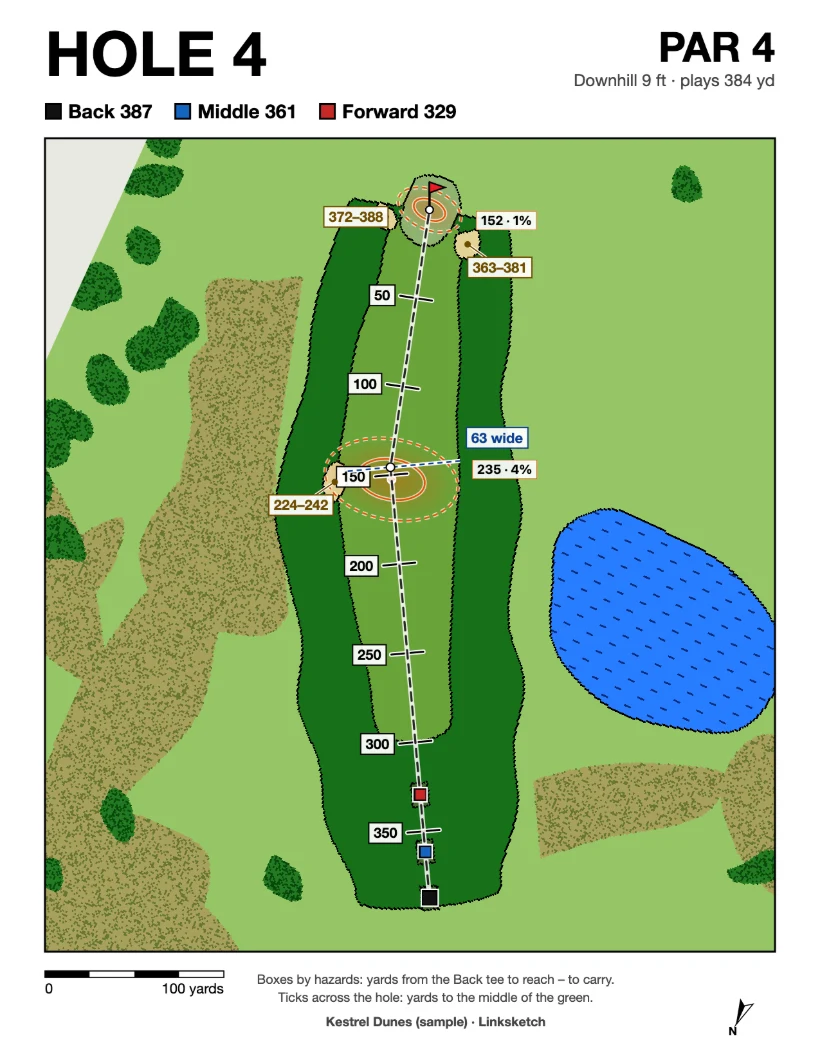 HOLE 4
PAR 4
Downhill 9 ft · plays 384 yd
Back 387 Middle 361 Forward 329
372–388
152 · 1%
363–381
50
100
63 wide
235 · 4%
150
224–242
200
250
300
350
0 100 yards
Boxes by hazards: yards from the Back tee to reach – to carry.
Ticks across the hole: yards to the middle of the green.
Kestrel Dunes (sample) · Linksketch
N